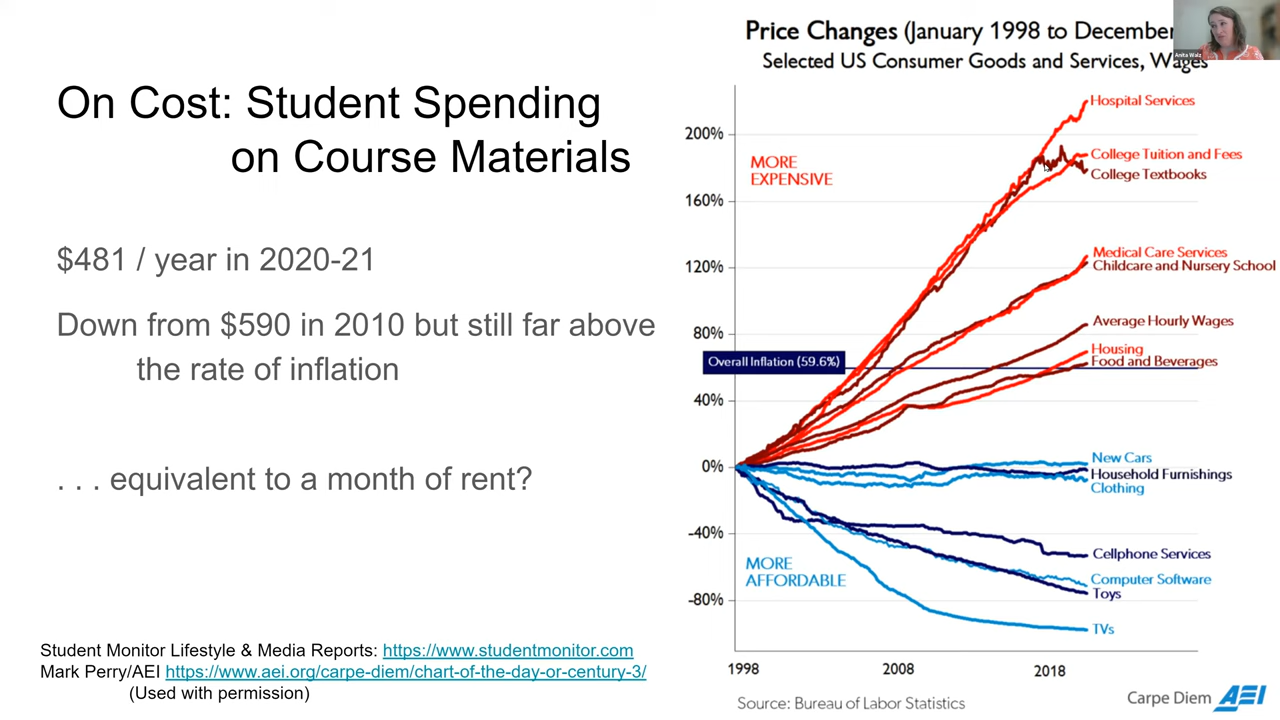 On Cost: Student Spending
on Course Materials
$481 / year in 2020-21
Down from $590 in 2010 but still far above
the rate of inflation
. . . equivalent to a month of rent?
Student Monitor Lifestyle & Media Reports: https://www.studentmonitor.com
Mark Perry/AEI https://www.aei.org/carpe-diem/chart-of-the-day-or-century-3/
(Used with permission)
Price Changes (January 1998 to December
Selected US Consumer Goods and Services, Wages
Anita Walz
200%
160%
120%
80%
40%
0%
-40%
-80%
MORE
EXPENSIVE
Overall Inflation (59.6%)
MORE
AFFORDABLE
Hospital Services
College Tuition and Fees
College Textbooks
Medical Care Services
Childcare and Nursery School
Average Hourly Wages
Housing
Food and Beverages
New Cars
Household Furnishings
Clothing
Cellphone Services
Computer Software
Toys
TVs
1998
2008
2018
Source: Bureau of Labor Statistics
Carpe Diem AEI